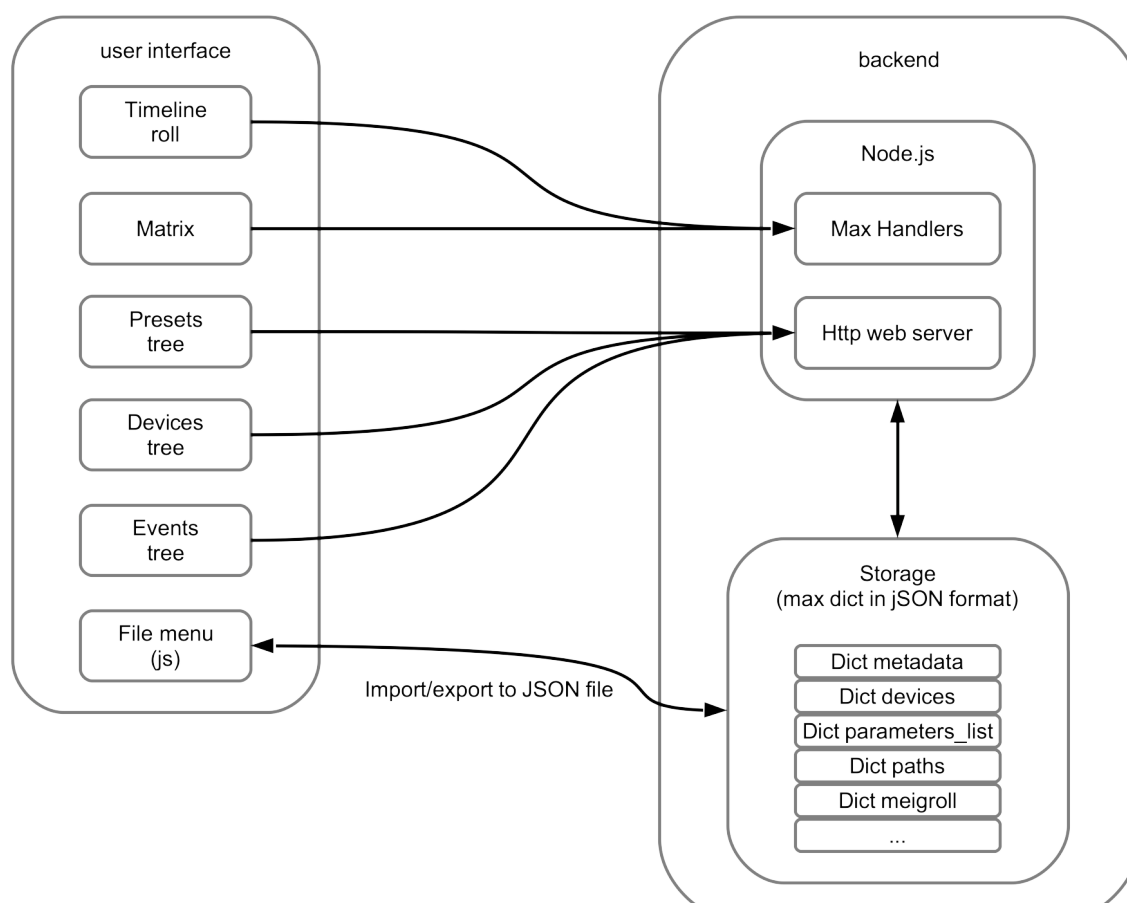 user interface
Timeline
roll
Matrix
Presets
tree
Devices
tree
Events
tree
File menu
(js)
Import/export to JSON file
backend
Node.js
Max Handlers
Http web server
Storage
(max dict in jSON format)
Dict metadata
Dict devices
Dict parameters_list
Dict paths
Dict meigroll
...